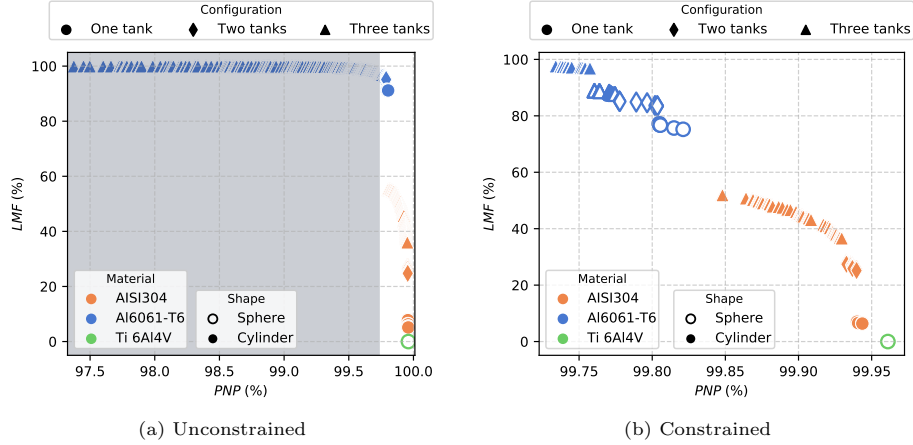 Configuration
One tank Two tanks Three tanks
100
80
60
40
20
0
LMF (%)
97.5 98.0 98.5 99.0 99.5 100.0
PNP (%)
Material
AISI304
Al6061-T6
Ti 6Al4V
Shape
Sphere
Cylinder
(a) Unconstrained
Configuration
One tank Two tanks Three tanks
100
80
60
40
20
0
LMF (%)
99.75 99.80 99.85 99.90 99.95
PNP (%)
Material
AISI304
Al6061-T6
Ti 6Al4V
Shape
Sphere
Cylinder
(b) Constrained